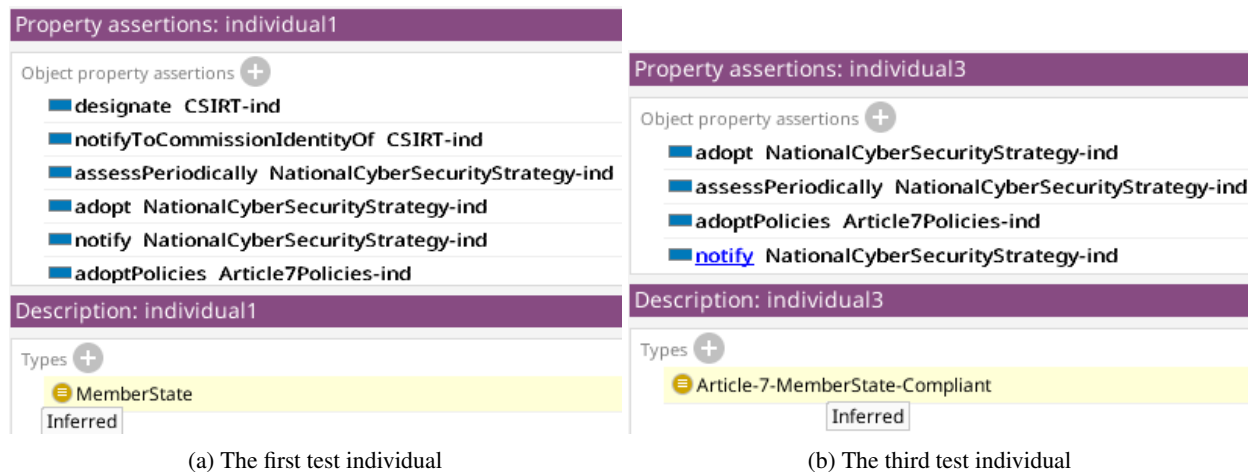 Property assertions: individual1
Object property assertions
designate CSIRT-ind
notifyToCommissionIdentityOf CSIRT-ind
assessPeriodically NationalCyberSecurityStrategy-ind
adopt NationalCyberSecurityStrategy-ind
notify NationalCyberSecurityStrategy-ind
adoptPolicies Article7Policies-ind
Description: individual1
Types
MemberState
Inferred
(a) The first test individual
Property assertions: individual3
Object property assertions
adopt NationalCyberSecurityStrategy-ind
assessPeriodically NationalCyberSecurityStrategy-ind
adoptPolicies Article7Policies-ind
notify NationalCyberSecurityStrategy-ind
Description: individual3
Types
Article-7-MemberState-Compliant
Inferred
(b) The third test individual